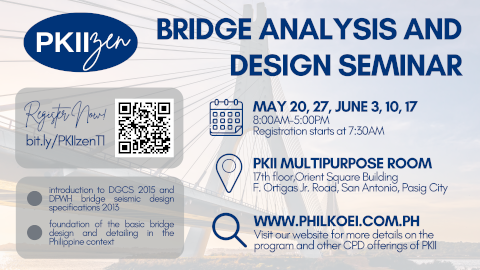 PKII zen
BRIDGE ANALYSIS AND
DESIGN SEMINAR
Register Now!
bit.ly/PKIIzenT1
MAY 20, 27, JUNE 3, 10, 17
8:00AM-5:00PM
Registration starts at 7:30AM
PKII MULTIPURPOSE ROOM
17th floor,Orient Square Building
F. Ortigas Jr. Road, San Antonio, Pasig City
Introduction to DGCS 2015 and
DPWH bridge seismic design
specifications 2013
foundation of the basic bridge
design and detailing in the
Philippine context
WWW.PHILKOEI.COM.PH
Visit our website for more details on the
program and other CPD offerings of PKII